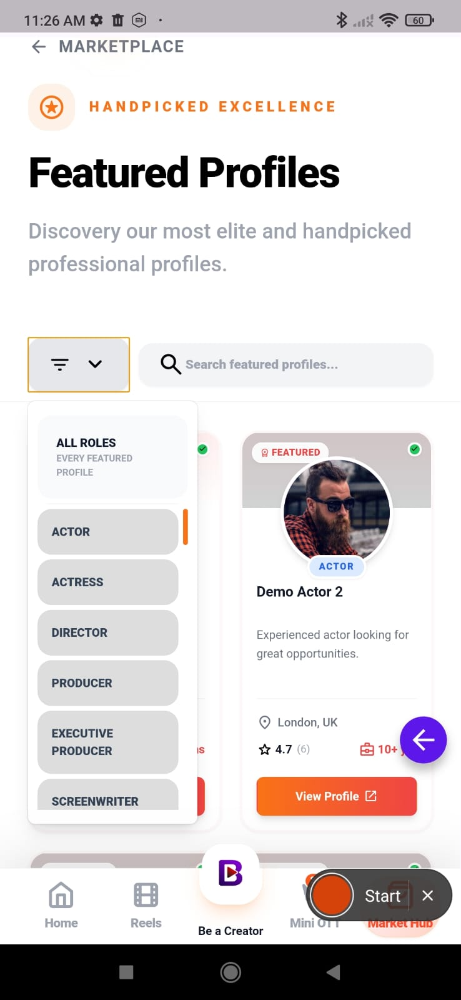 11:26 AM
60
MARKETPLACE
HANDPICKED EXCELLENCE
Featured Profiles
Discovery our most elite and handpicked
professional profiles.
Search featured profiles...
ALL ROLES
EVERY FEATURED
PROFILE
ACTOR
ACTRESS
DIRECTOR
PRODUCER
EXECUTIVE
PRODUCER
SCREENWRITER
FEATURED
ACTOR
Demo Actor 2
Experienced actor looking for
great opportunities.
London, UK
4.7 (6)
10+
View Profile
Start
Home
Reels
Be a Creator
Mini OTT
Market Hub